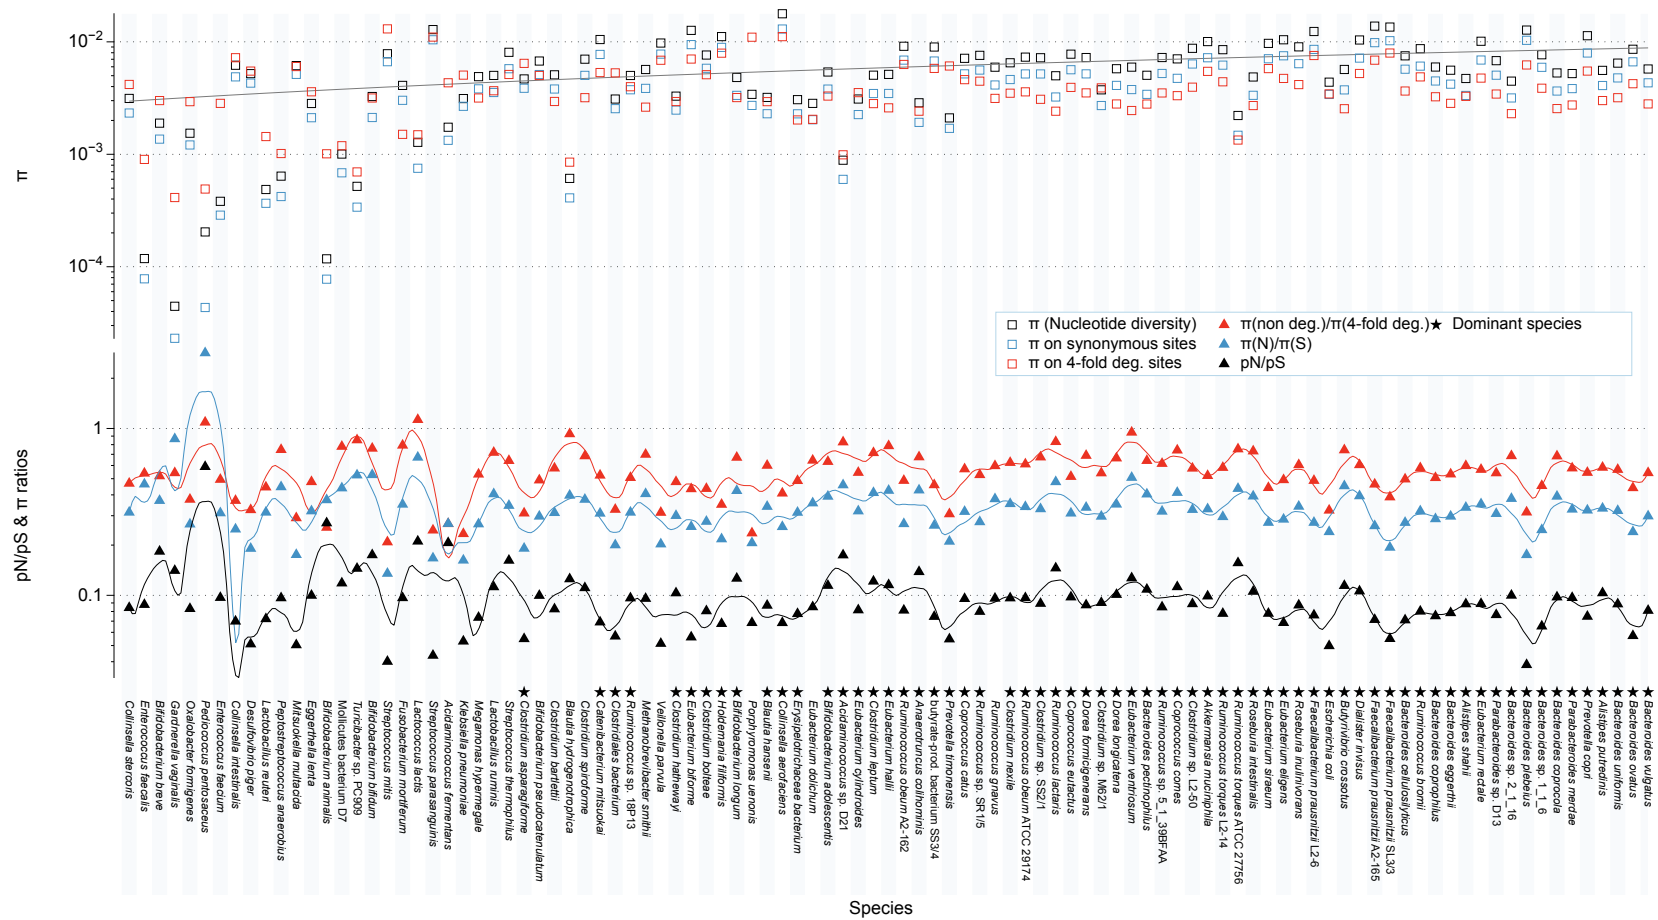 10⁻²
10⁻³
π
10⁻⁴
π (Nucleotide diversity)
π on synonymous sites
π on 4-fold deg. sites
π(non deg.)/π(4-fold deg.)
π(N)/π(S)
pN/pS
★ Dominant species
1
pN/pS & π ratios
0.1
Collinsella stercoris
Enterococcus faecalis
Bifidobacterium breve
Gardnerella vaginalis
Oxalobacter formigenes
Pediococcus pentosaceus
Enterococcus faecium
Collinsella intestinalis
Desulfovibrio piger
Lactobacillus reuteri
Peptostreptococcus anaerobius
Mitsuokella multacida
Eggerthella lenta
Bifidobacterium animalis
Mollicutes bacterium D7
Turicibacter sp. PC909
Bifidobacterium bifidum
Streptococcus mitis
Fusobacterium mortiferum
Lactococcus lactis
Streptococcus parasanguinis
Acidaminococcus fermentans
Klebsiella pneumoniae
Megamonas hypermegale
Lactobacillus ruminis
Streptococcus thermophilus
Clostridium asparagiforme
Bifidobacterium pseudocatenulatum
Clostridium bartlettii
Blautia hydrogenotrophica
Clostridium spiroforme
Catenibacterium mitsuokai
Clostridiales bacterium
Ruminococcus sp. 18P13
Methanobrevibacter smithii
Veillonella parvula
Clostridium hathewayi
Eubacterium biforme
Clostridium bolteae
Holdemania filiformis
Bifidobacterium longum
Porphyromonas uenonis
Blautia hansenii
Collinsella aerofaciens
Erysipelotrichaceae bacterium
Eubacterium dolichum
Bifidobacterium adolescentis
Acidaminococcus sp. D21
Eubacterium cylindroides
Clostridium leptum
Eubacterium hallii
Ruminococcus obeum A2-162
Anaerotruncus colihominis
butyrate-prod. bacterium SS3/4
Prevotella timonensis
Coprococcus catus
Ruminococcus sp. SR1/5
Ruminococcus gnavus
Clostridium nexile
Ruminococcus obeum ATCC 29174
Clostridium sp. SS2/1
Ruminococcus lactaris
Coprococcus eutactus
Dorea formicigenerans
Clostridium sp. M62/1
Dorea longicatena
Eubacterium ventriosum
Bacteroides pectinophilus
Ruminococcus sp. 5_1_39BFAA
Coprococcus comes
Clostridium sp. L2-50
Akkermansia muciniphila
Ruminococcus torques L2-14
Ruminococcus torques ATCC 27756
Roseburia intestinalis
Eubacterium siraeum
Eubacterium eligens
Roseburia inulinivorans
Faecalibacterium prausnitzii L2-6
Escherichia coli
Butyrivibrio crossotus
Dialister invisus
Faecalibacterium prausnitzii A2-165
Faecalibacterium prausnitzii SL3/3
Bacteroides cellulosilyticus
Ruminococcus bromii
Bacteroides coprophilus
Bacteroides eggerthii
Alistipes shahii
Eubacterium rectale
Parabacteroides sp. D13
Bacteroides sp. 2_1_16
Bacteroides plebeius
Bacteroides sp. 1_1_6
Bacteroides coprocola
Parabacteroides merdae
Prevotella copri
Alistipes putredinis
Bacteroides uniformis
Bacteroides ovatus
Bacteroides vulgatus
Species